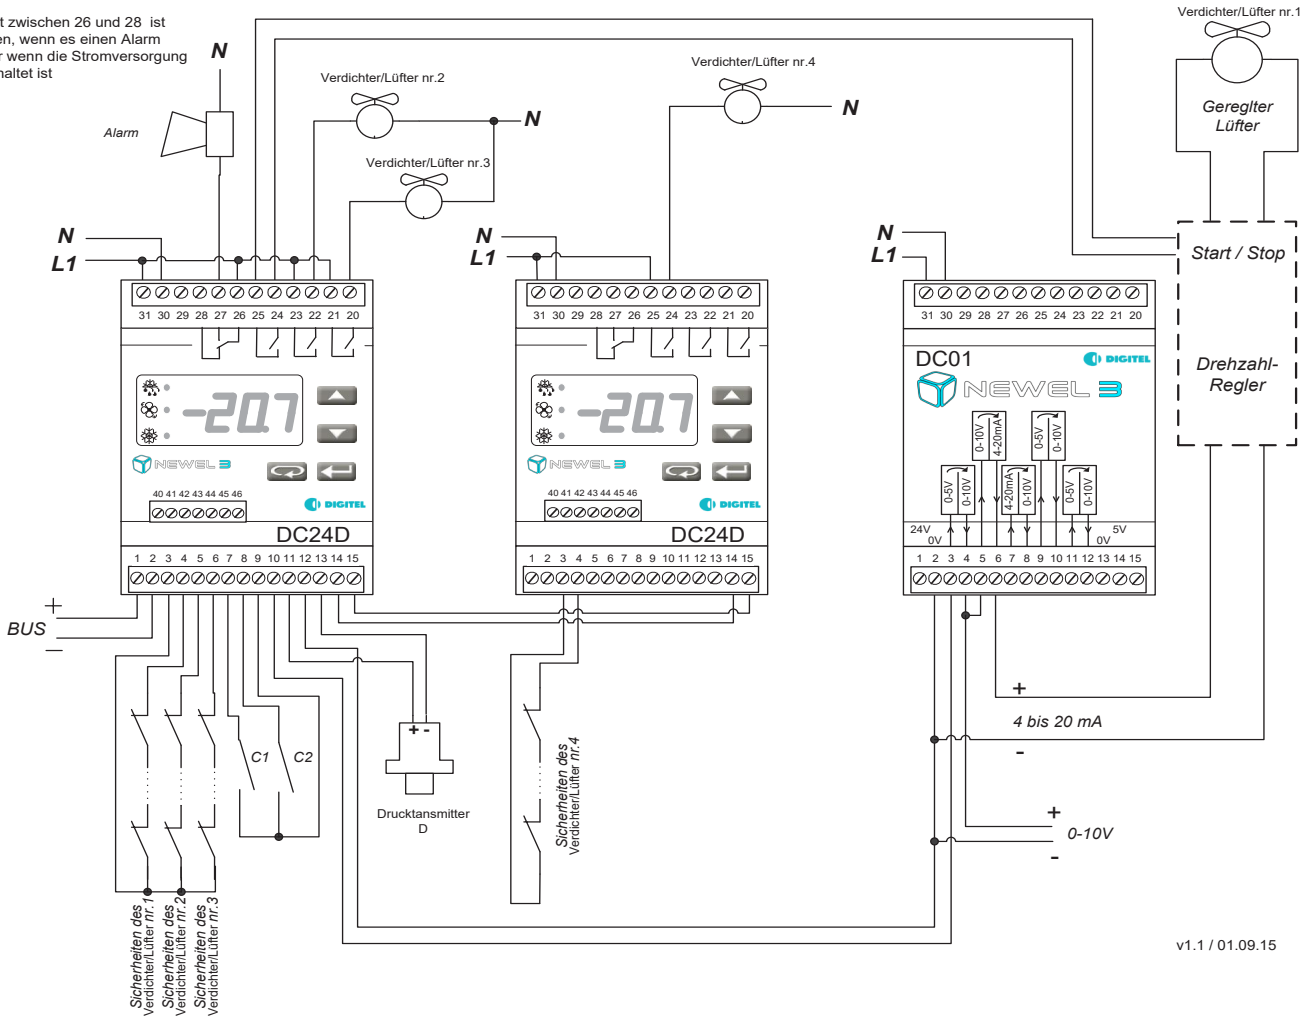 t zwischen 26 und 28 ist
en, wenn es einen Alarm
r wenn die Stromversorgung
haltet ist
N
Alarm
Verdichter/Lüfter nr.2
N
Verdichter/Lüfter nr.3
Verdichter/Lüfter nr.4
N
Verdichter/Lüfter nr.1
Geregelter
Lüfter
N
L1
31 30 29 28 27 26 25 24 23 22 21 20
-20.7
NEWEL 3
40 41 42 43 44 45 46
DIGITEL
DC24D
1 2 3 4 5 6 7 8 9 10 11 12 13 14 15
N
L1
31 30 29 28 27 26 25 24 23 22 21 20
-20.7
NEWEL 3
40 41 42 43 44 45 46
DIGITEL
DC24D
1 2 3 4 5 6 7 8 9 10 11 12 13 14 15
N
L1
31 30 29 28 27 26 25 24 23 22 21 20
DC01
DIGITEL
NEWEL 3
0-10V
4-20mA
0-5V
0-10V
0-5V
0-10V
4-20mA
0-10V
0-5V
0-10V
24V
0V
5V
0V
1 2 3 4 5 6 7 8 9 10 11 12 13 14 15
Start / Stop
Drehzahl-
Regler
+
BUS
-
C1
C2
+ -
Drucktansmitter
D
Sicherheiten des
Verdichter/Lüfter nr.1
Sicherheiten des
Verdichter/Lüfter nr.2
Sicherheiten des
Verdichter/Lüfter nr.3
Sicherheiten des
Verdichter/Lüfter nr.4
+
4 bis 20 mA
-
+
0-10V
-
v1.1 / 01.09.15